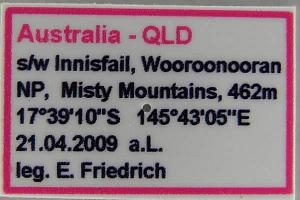 Australia - QLD
s/w Innisfail, Wooroonooran
NP, Misty Mountains, 462m
17°39'10"S 145°43'05"E
21.04.2009 a.L.
leg. E. Friedrich